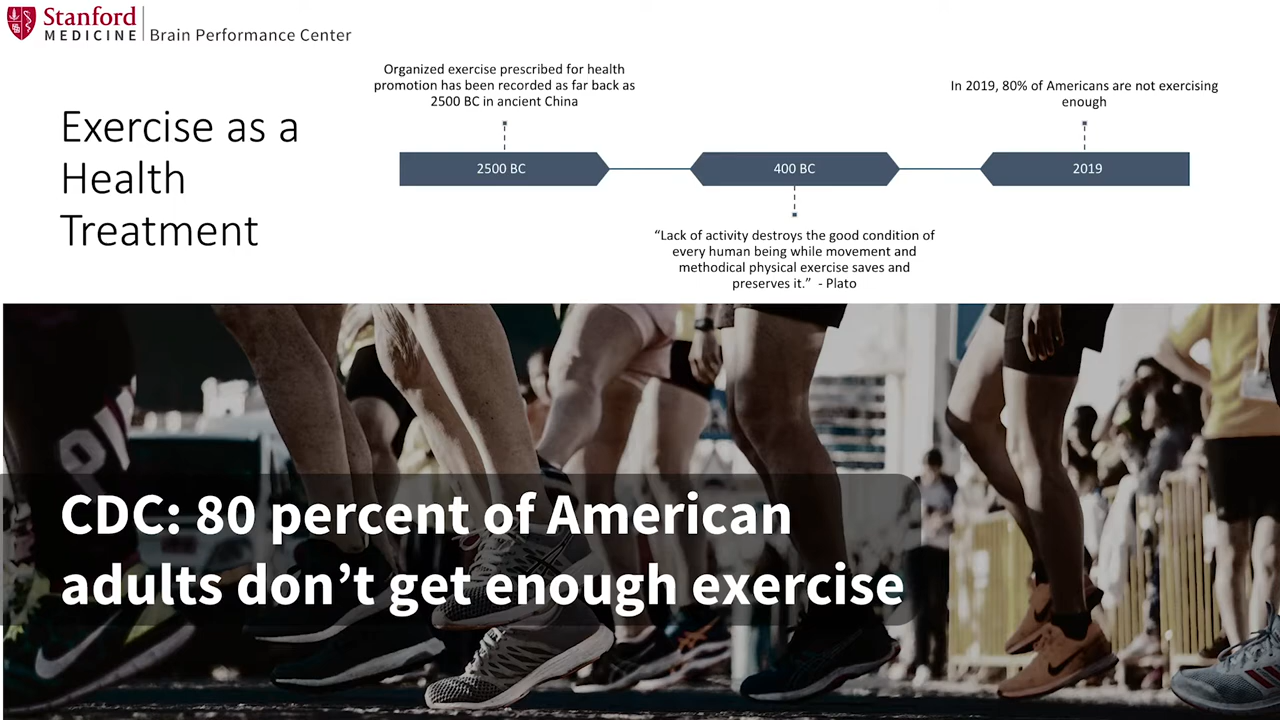 Stanford
MEDICINE
Brain Performance Center
Exercise as a
Health
Treatment
Organized exercise prescribed for health
promotion has been recorded as far back as
2500 BC in ancient China
In 2019, 80% of Americans are not exercising
enough
2500 BC
400 BC
2019
“Lack of activity destroys the good condition of
every human being while movement and
methodical physical exercise saves and
preserves it.” - Plato
CDC: 80 percent of American
adults don’t get enough exercise